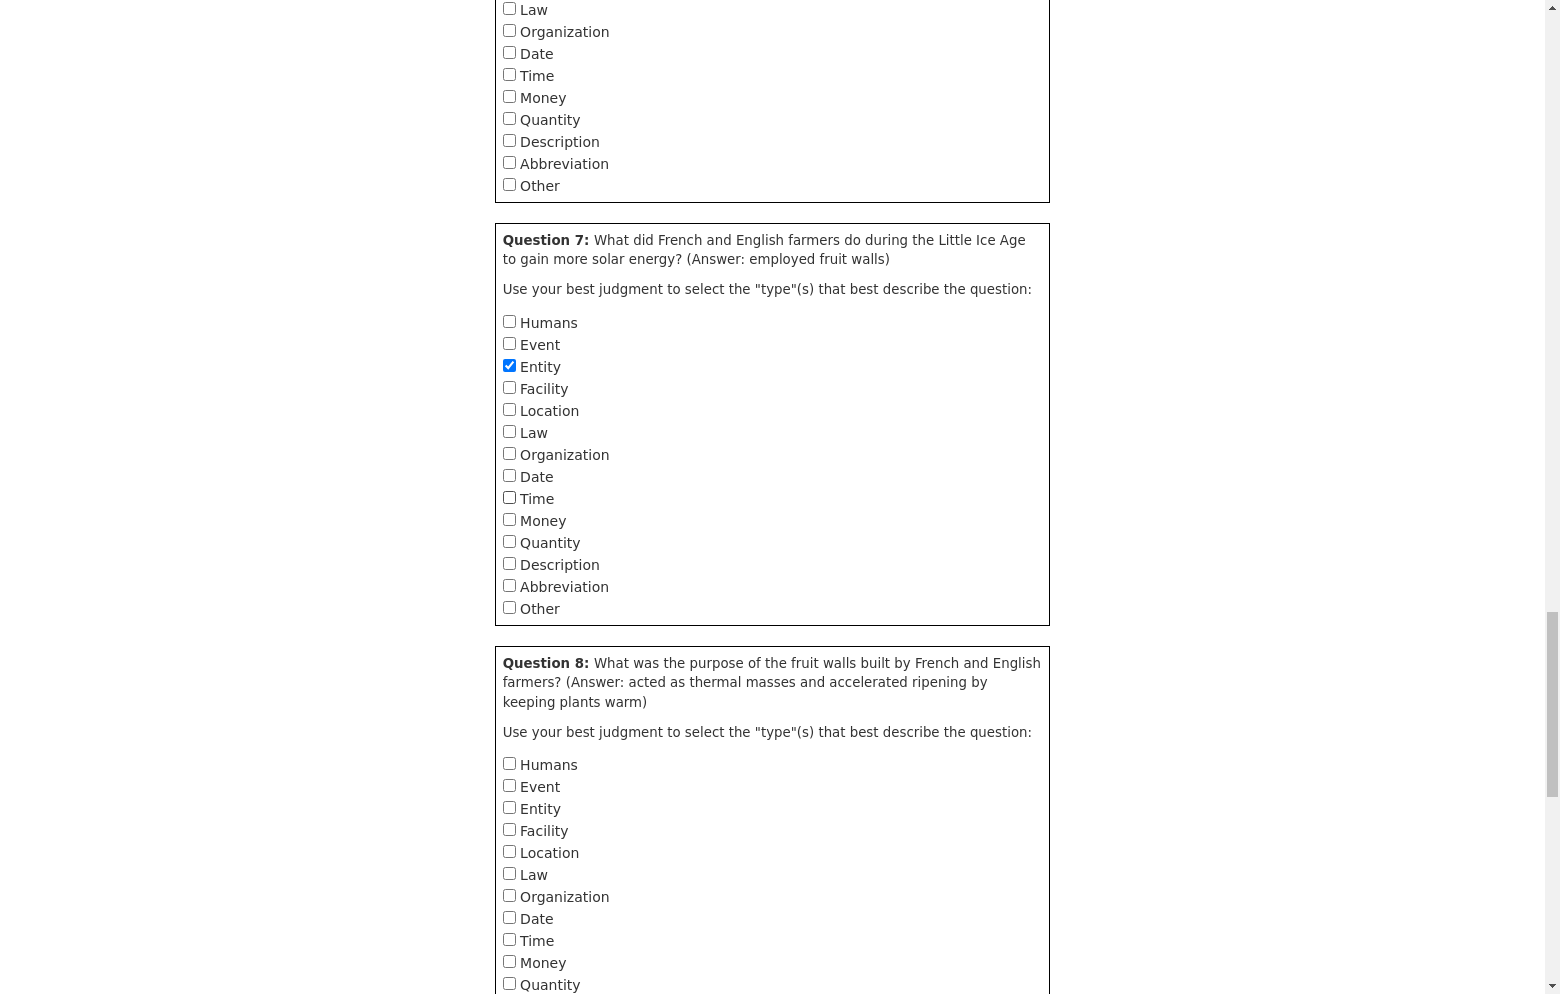 Law
Organization
Date
Time
Money
Quantity
Description
Abbreviation
Other
Question 7: What did French and English farmers do during the Little Ice Age
to gain more solar energy? (Answer: employed fruit walls)
Use your best judgment to select the "type"(s) that best describe the question:
Humans
Event
Entity
Facility
Location
Law
Organization
Date
Time
Money
Quantity
Description
Abbreviation
Other
Question 8: What was the purpose of the fruit walls built by French and English
farmers? (Answer: acted as thermal masses and accelerated ripening by
keeping plants warm)
Use your best judgment to select the "type"(s) that best describe the question:
Humans
Event
Entity
Facility
Location
Law
Organization
Date
Time
Money
Quantity